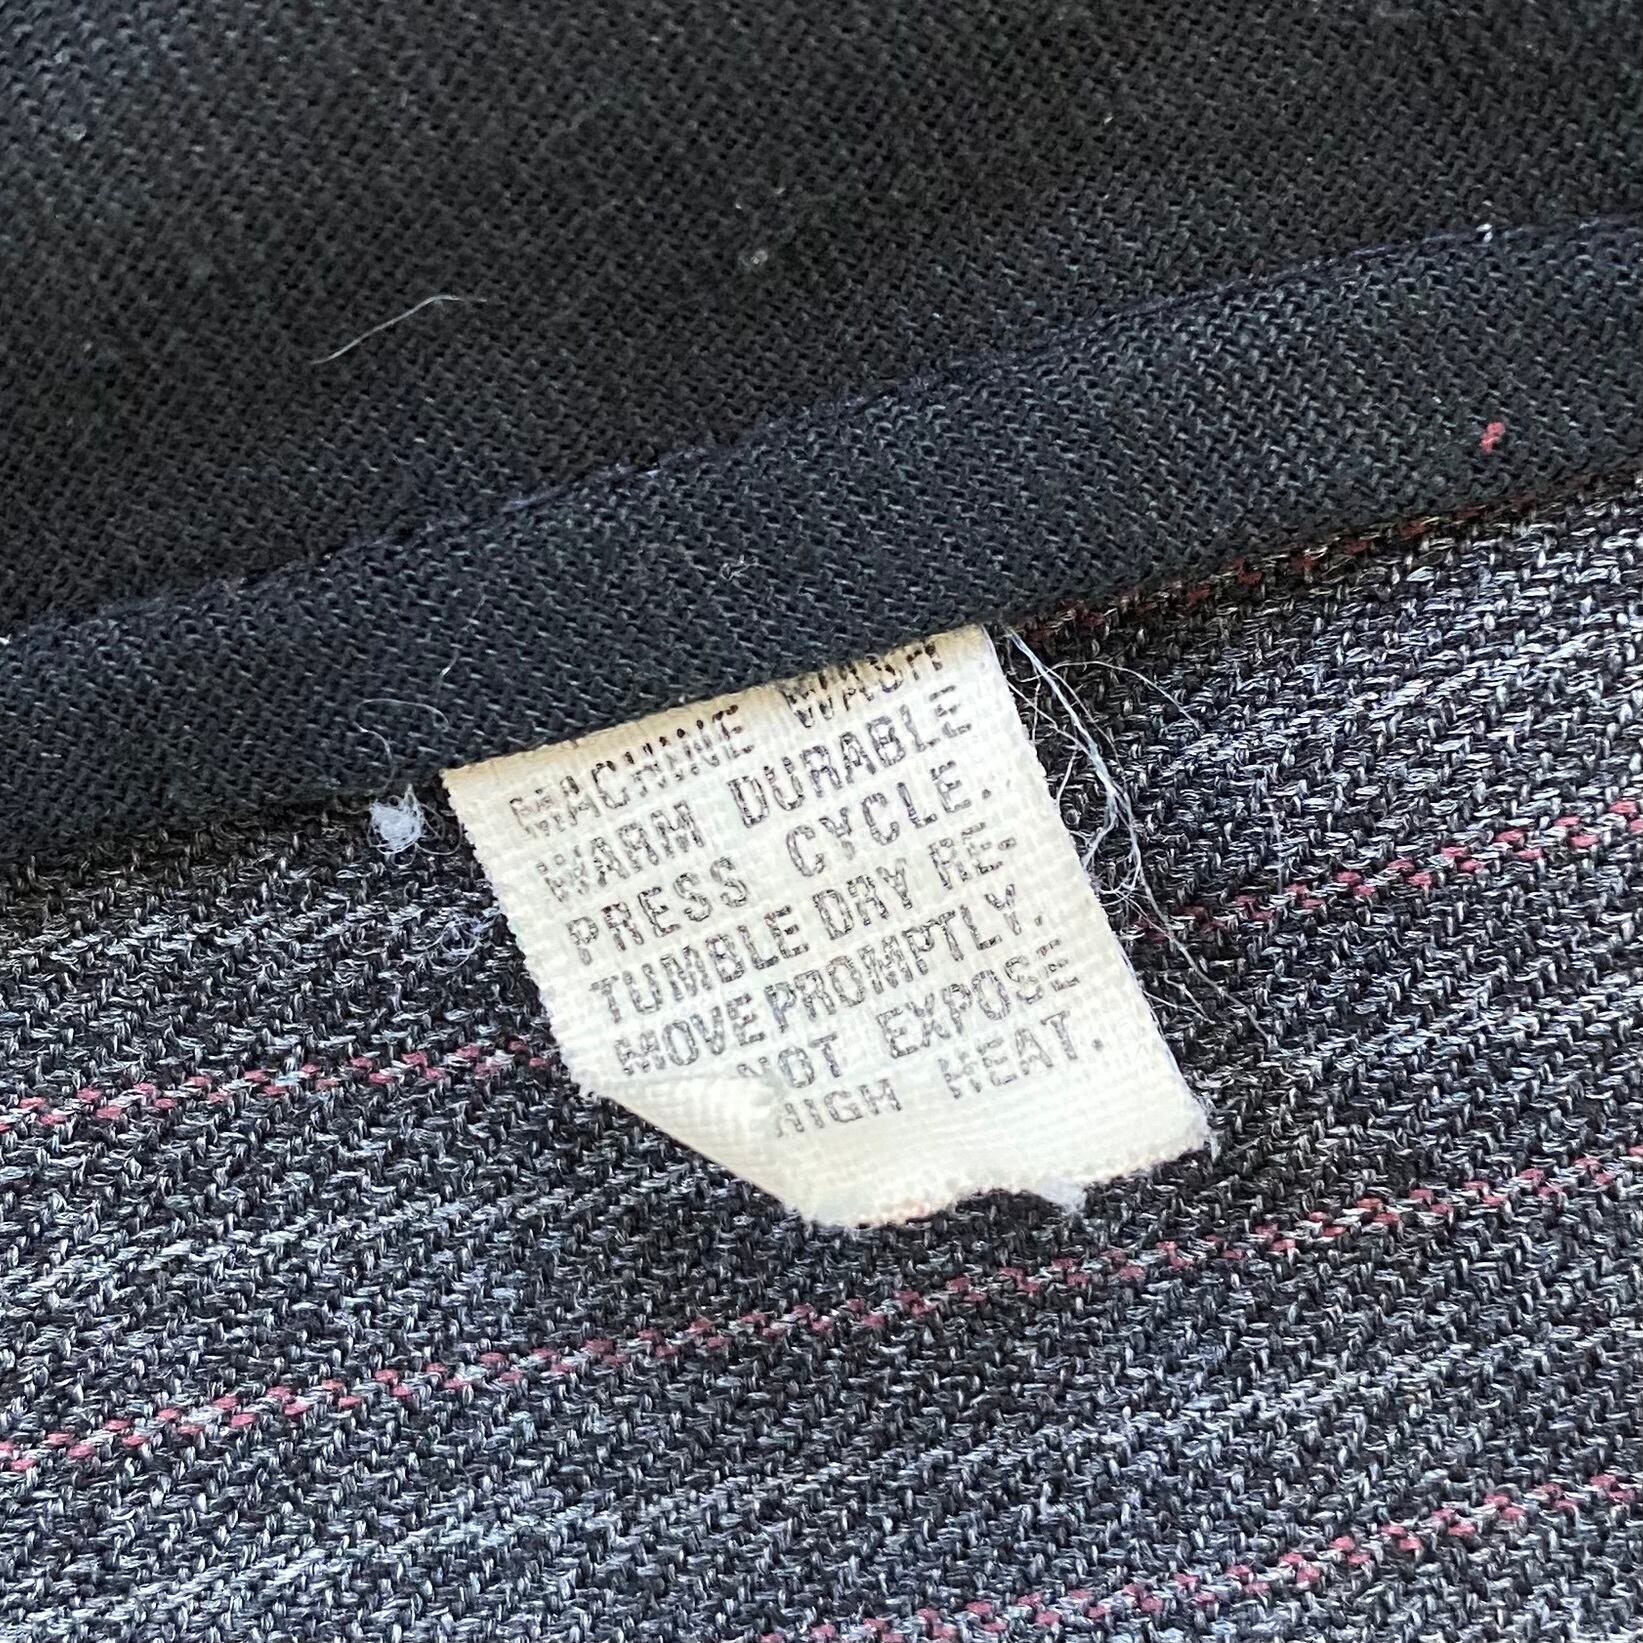 MACHINE WASH
WARM DURABLE
PRESS CYCLE.
TUMBLE DRY RE-
MOVE PROMPTLY.
NOT EXPOSE
HIGH HEAT.